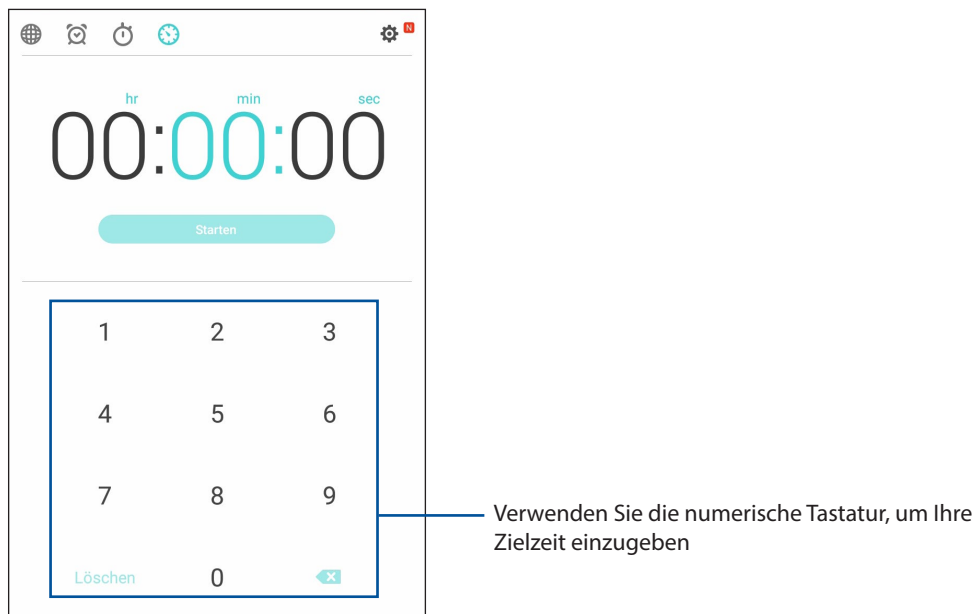 N
hr min sec
00:00:00
Starten
1 2 3
4 5 6
7 8 9
Löschen 0
Verwenden Sie die numerische Tastatur, um Ihre
Zielzeit einzugeben